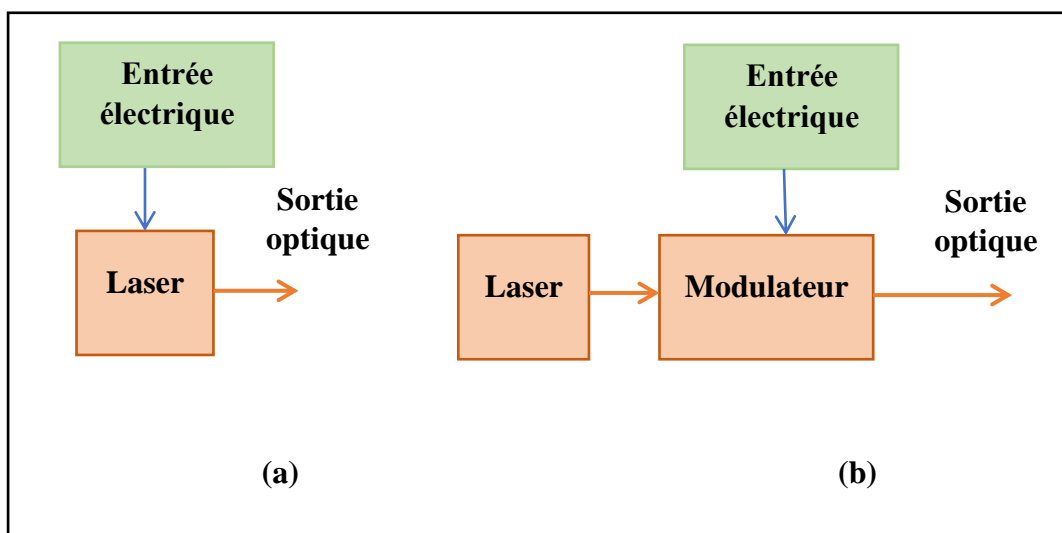 Entrée
électrique
Sortie
optique
Laser
(a)
Entrée
électrique
Sortie
optique
Laser
Modulateur
(b)